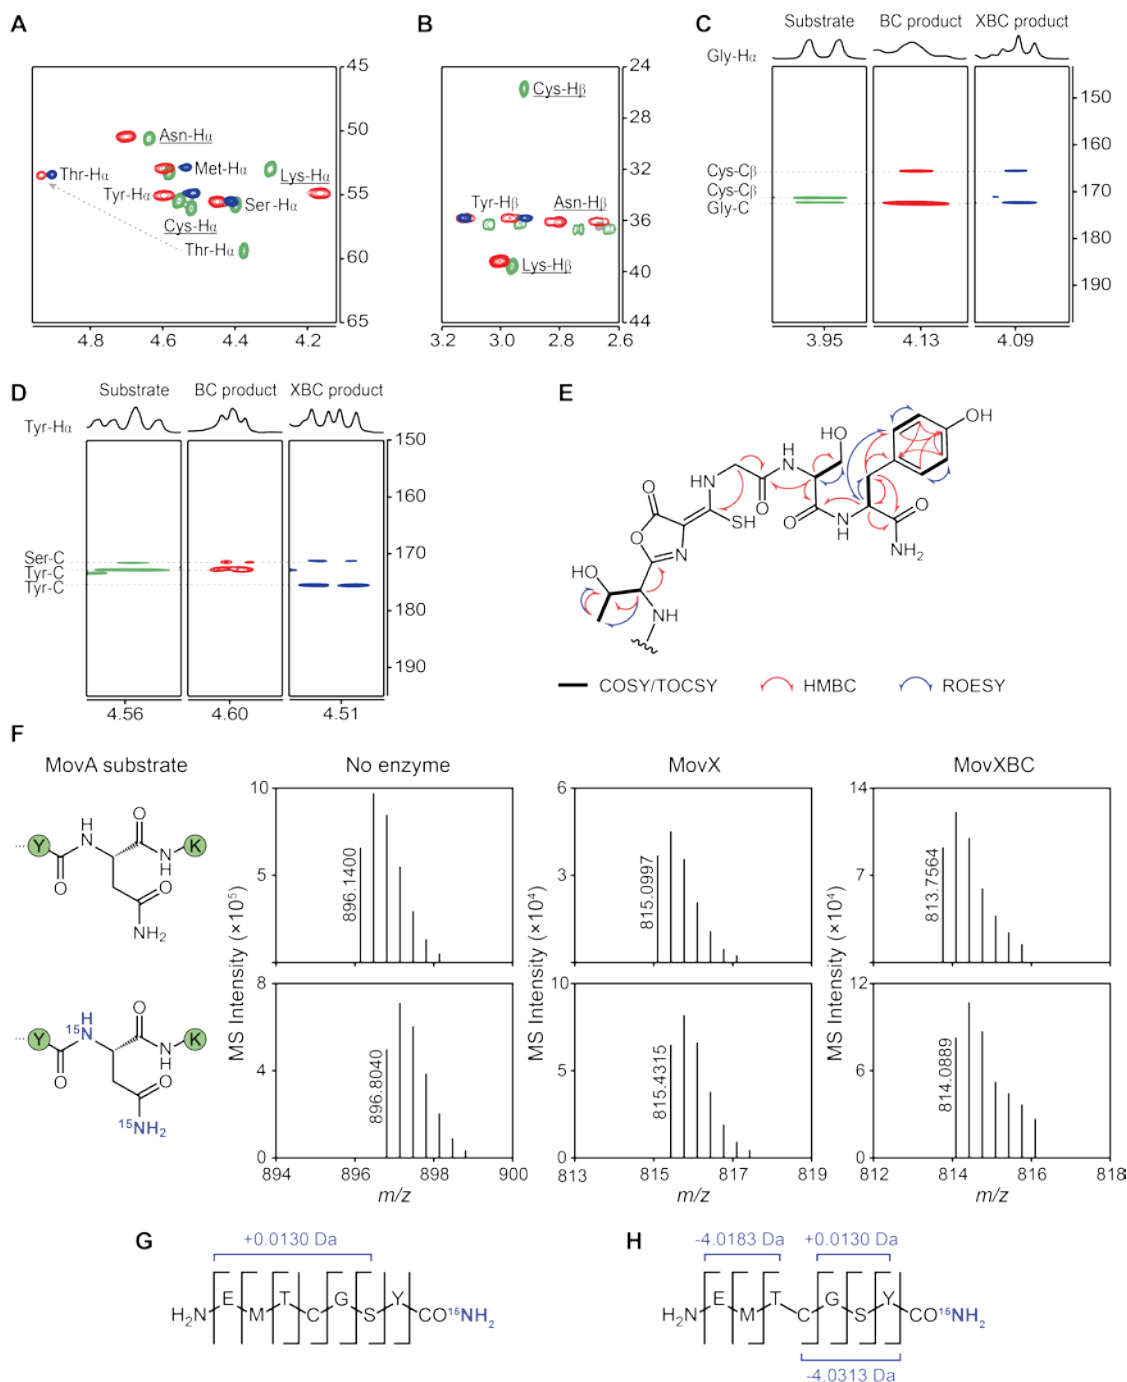 A
45
50
55
60
65
4.8
4.6
4.4
4.2
Asn-Hα
Thr-Hα
Met-Hα
Lys-Hα
Tyr-Hα
Ser-Hα
Cys-Hα
Thr-Hα
B
24
28
32
36
40
44
3.2
3.0
2.8
2.6
Cys-Hβ
Tyr-Hβ
Asn-Hβ
Lys-Hβ
C
Substrate
BC product
XBC product
Gly-Hα
150
160
170
180
190
Cys-Cβ
Cys-Cβ
Gly-C
3.95
4.13
4.09
D
Substrate
BC product
XBC product
Tyr-Hα
150
160
170
180
190
Ser-C
Tyr-C
Tyr-C
4.56
4.60
4.51
E
OH
HO
H
N
NH
O
O
SH
O
N
O
N
H
O
NH2
HO
NH
COSY/TOCSY
HMBC
ROESY
F
MovA substrate
No enzyme
MovX
MovXBC
Y
H
N
O
O
N
H
K
O
NH2
MS Intensity (×10⁵)
10
5
0
896.1400
MS Intensity (×10⁴)
6
3
0
815.0997
MS Intensity (×10⁴)
14
7
0
813.7564
Y
H
15N
O
O
N
H
K
O
15NH2
8
4
0
896.8040
10
5
0
815.4315
12
6
0
814.0889
894
896
898
900
m/z
813
815
817
819
m/z
812
814
816
818
m/z
G
+0.0130 Da
H2N
E
M
T
C
G
S
Y
CO15NH2
H
-4.0183 Da
+0.0130 Da
H2N
E
M
T
C
G
S
Y
CO15NH2
-4.0313 Da